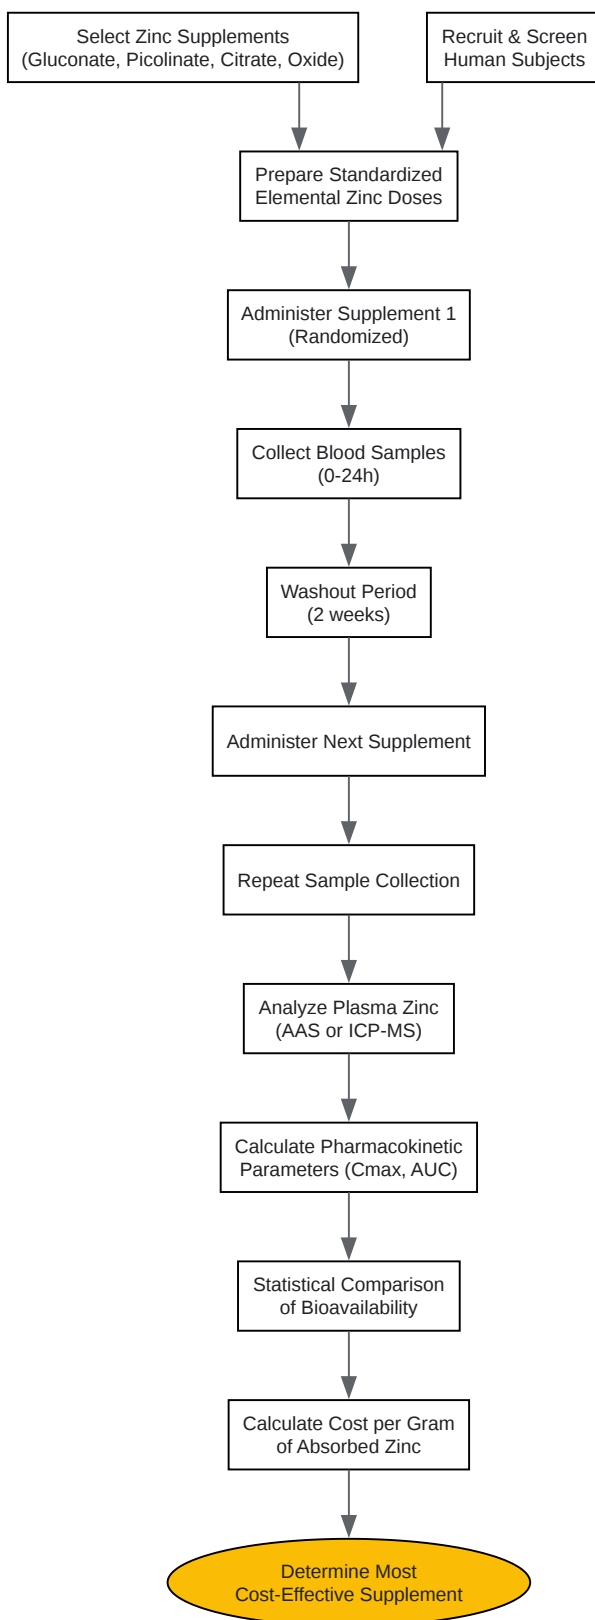 Select Zinc Supplements
(Gluconate, Picolinate, Citrate, Oxide)
Recruit & Screen
Human Subjects
Prepare Standardized
Elemental Zinc Doses
Administer Supplement 1
(Randomized)
Collect Blood Samples
(0-24h)
Washout Period
(2 weeks)
Administer Next Supplement
Repeat Sample Collection
Analyze Plasma Zinc
(AAS or ICP-MS)
Calculate Pharmacokinetic
Parameters (Cmax, AUC)
Statistical Comparison
of Bioavailability
Calculate Cost per Gram
of Absorbed Zinc
Determine Most
Cost-Effective Supplement